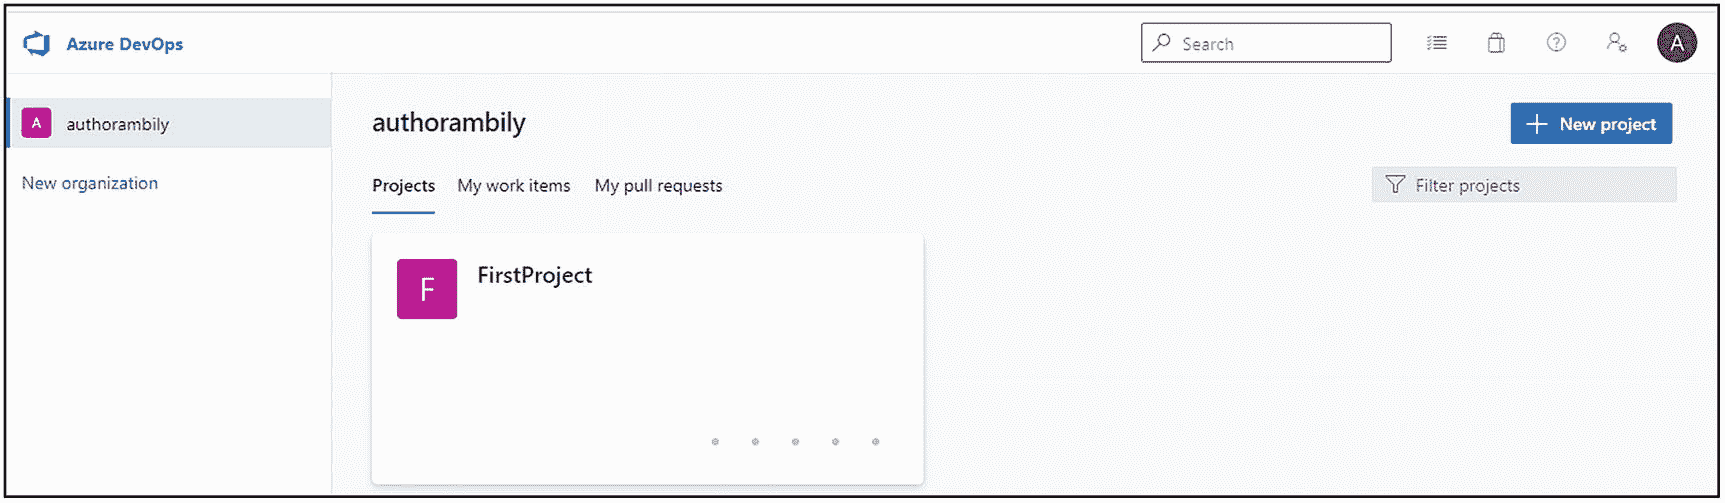 Azure DevOps
Search
A
A
authorambily
New organization
authorambily
New project
Projects
My work items
My pull requests
Filter projects
F
FirstProject